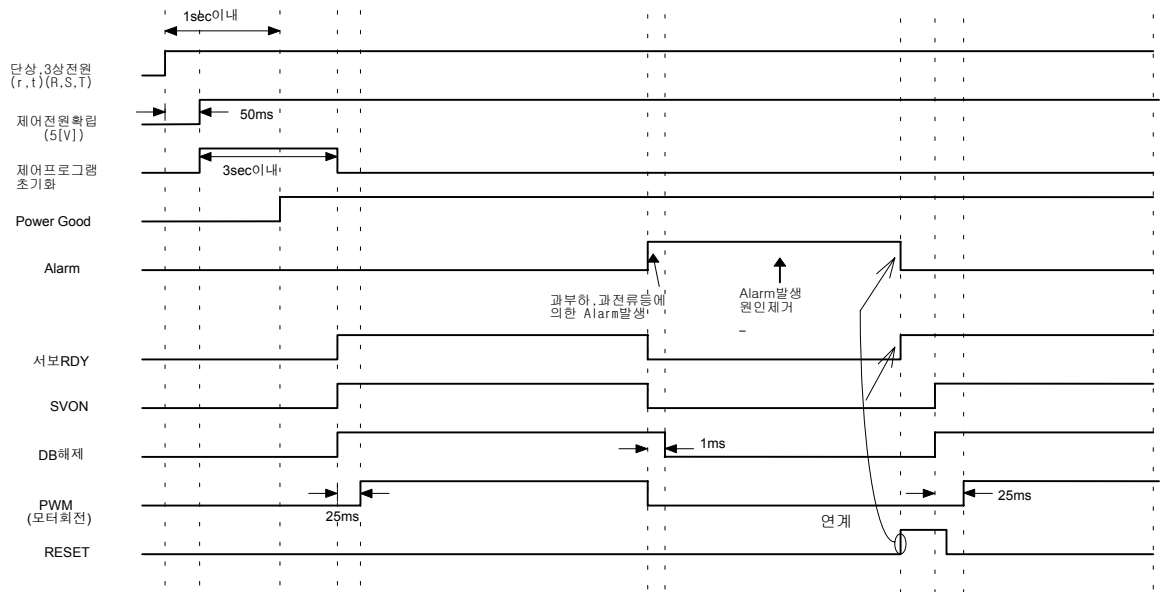 1sec이내
단상,3상전원
(r,t)(R,S,T)
제어전원확립
(5[V])
50ms
제어프로그램
초기화
3sec이내
Power Good
Alarm
과부하,과전류등에
의한 Alarm발생
Alarm발생
원인제거
서보RDY
SVON
DB해제
1ms
PWM
(모터회전)
25ms
25ms
연계
RESET